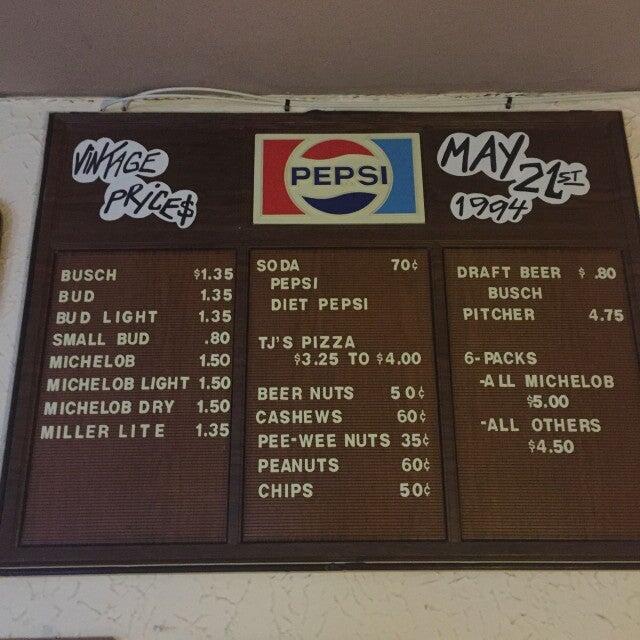 VINTAGE
PRICE$
PEPSI
MAY
21ST
1994
BUSCH $1.35
BUD 1.35
BUD LIGHT 1.35
SMALL BUD .80
MICHELOB 1.50
MICHELOB LIGHT 1.50
MICHELOB DRY 1.50
MILLER LITE 1.35
SODA 70¢
PEPSI
DIET PEPSI
TJ'S PIZZA
$3.25 TO $4.00
BEER NUTS 50¢
CASHEWS 60¢
PEE-WEE NUTS 35¢
PEANUTS 60¢
CHIPS 50¢
DRAFT BEER $ .80
BUSCH
PITCHER 4.75
6-PACKS
-ALL MICHELOB
$5.00
-ALL OTHERS
$4.50